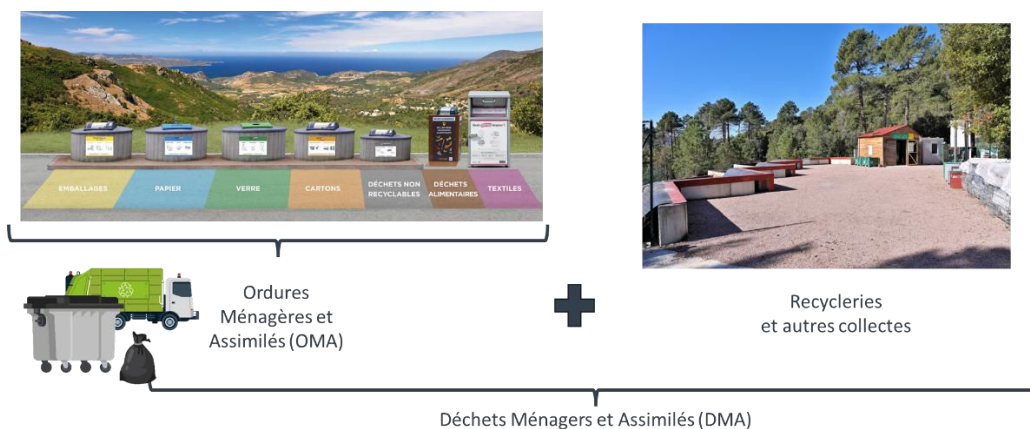 EMBALLAGES
PAPIER
VERRE
CARTONS
DÉCHETS NON
RECYCLABLES
DÉCHETS
ALIMENTAIRES
TEXTILES
Ordures
Ménagères et
Assimilés (OMA)
Recycleries
et autres collectes
Déchets Ménagers et Assimilés (DMA)